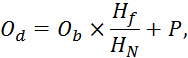 O_d = O_b × H_f / H_N + P,